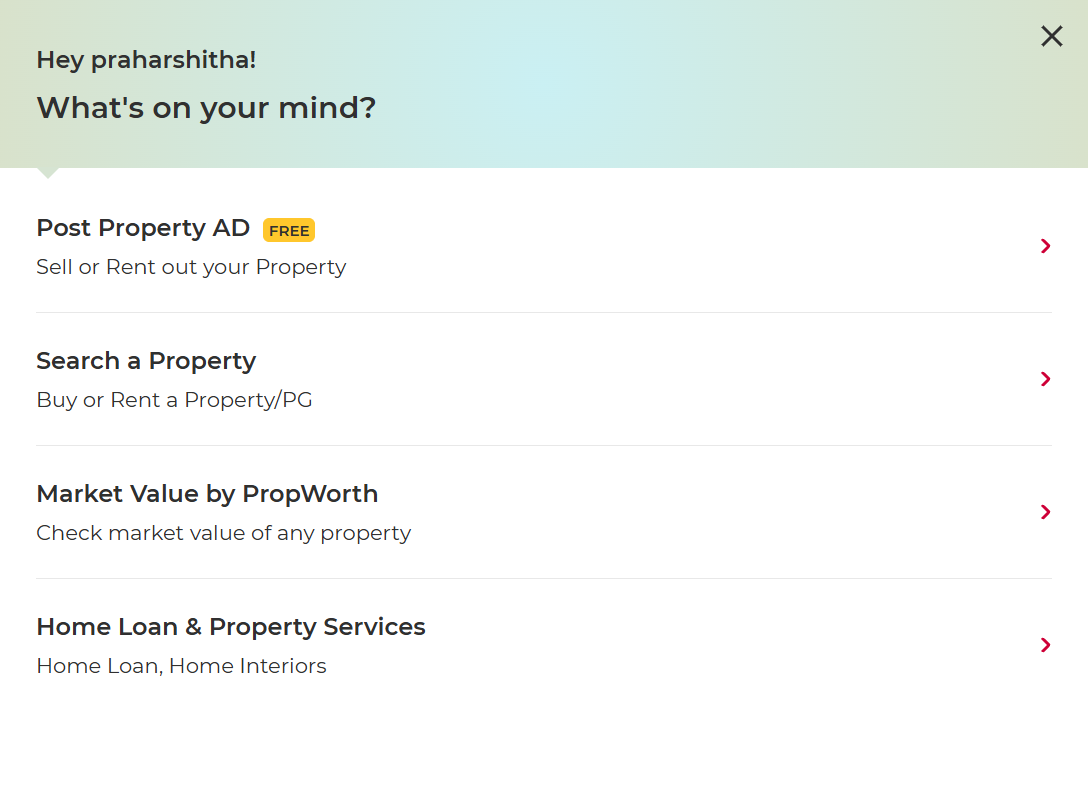 Hey praharshitha!
What's on your mind?
Post Property AD FREE
Sell or Rent out your Property
Search a Property
Buy or Rent a Property/PG
Market Value by PropWorth
Check market value of any property
Home Loan & Property Services
Home Loan, Home Interiors